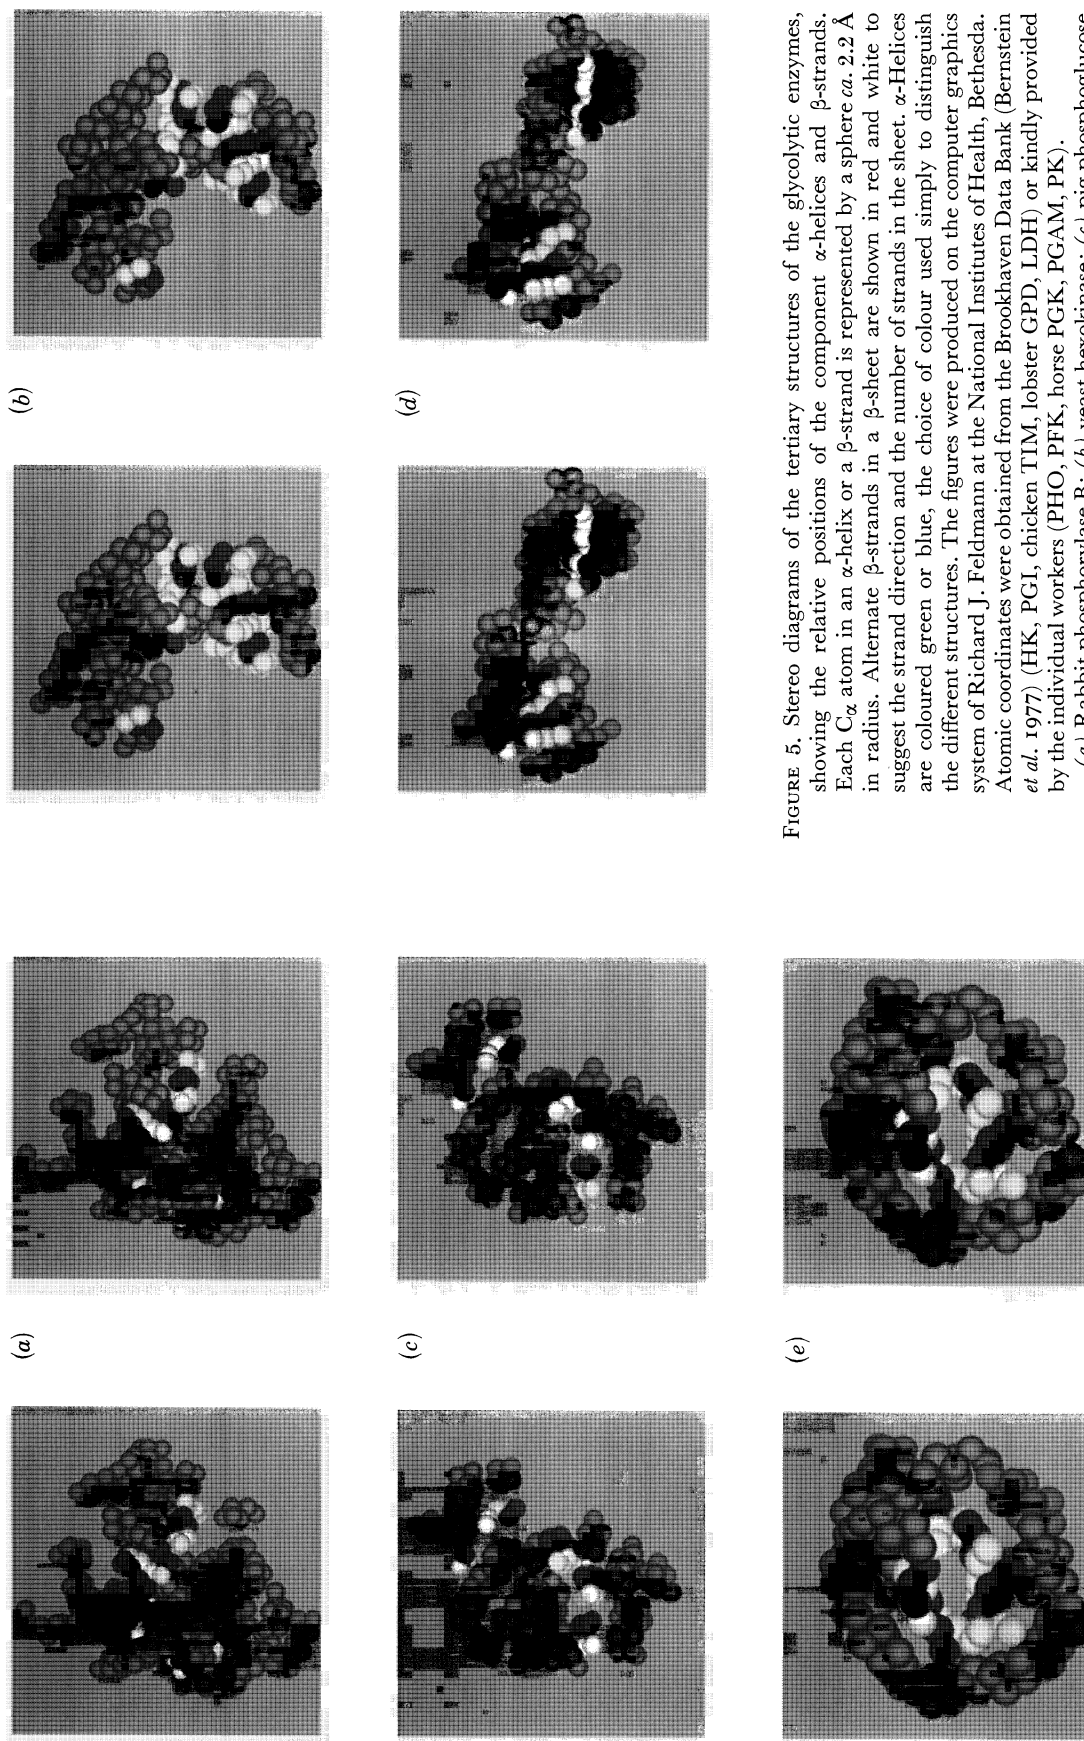 (a)
(b)
(c)
(d)
(e)
FIGURE 5. Stereo diagrams of the tertiary structures of the glycolytic enzymes,
showing the relative positions of the component α-helices and β-strands.
Each Cα atom in an α-helix or a β-strand is represented by a sphere ca. 2.2 Å
in radius. Alternate β-strands in a β-sheet are shown in red and white to
suggest the strand direction and the number of strands in the sheet. α-Helices
are coloured green or blue, the choice of colour used simply to distinguish
the different structures. The figures were produced on the computer graphics
system of Richard J. Feldmann at the National Institutes of Health, Bethesda.
Atomic coordinates were obtained from the Brookhaven Data Bank (Bernstein
et al. 1977) (HK, PGI, chicken TIM, lobster GPD, LDH) or kindly provided
by the individual workers (PHO, PFK, horse PGK, PGAM, PK).
(a) Rabbit phosphorylase B; (b) yeast hexokinase; (c) pig phosphoglucose